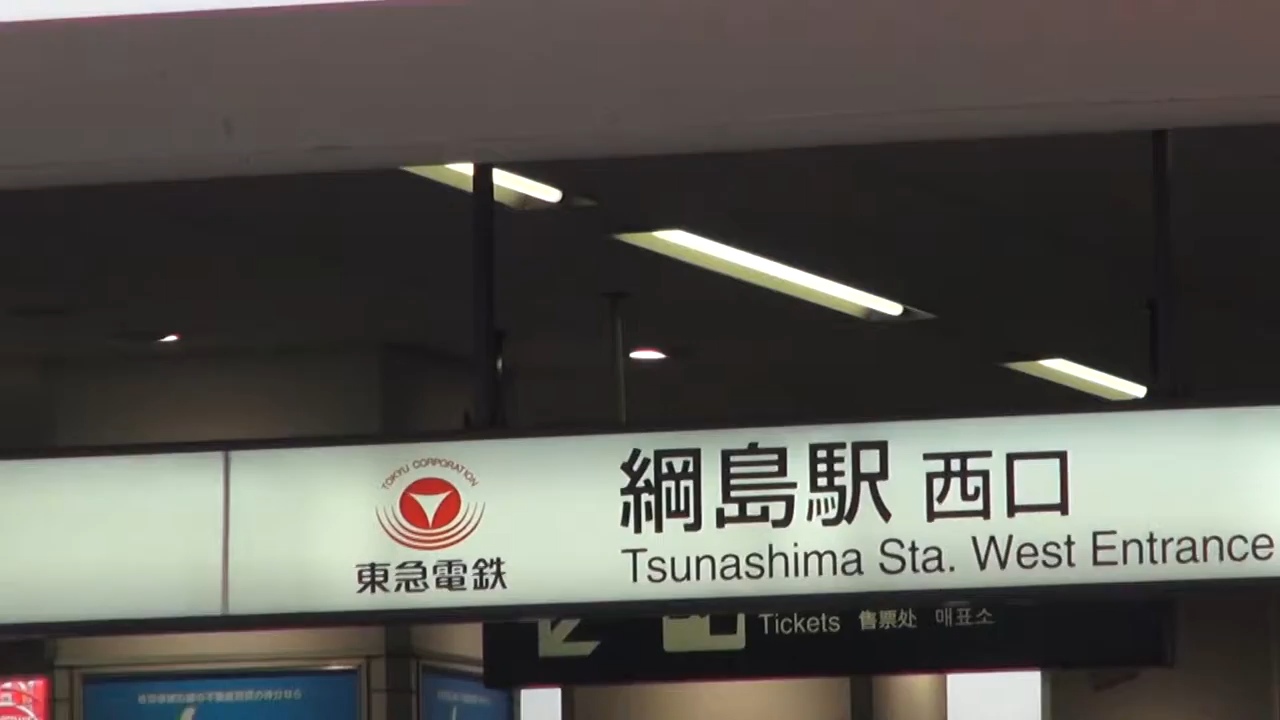 TOKYU CORPORATION
東急電鉄
綱島駅 西口
Tsunashima Sta. West Entrance
Tickets 售票处 매표소